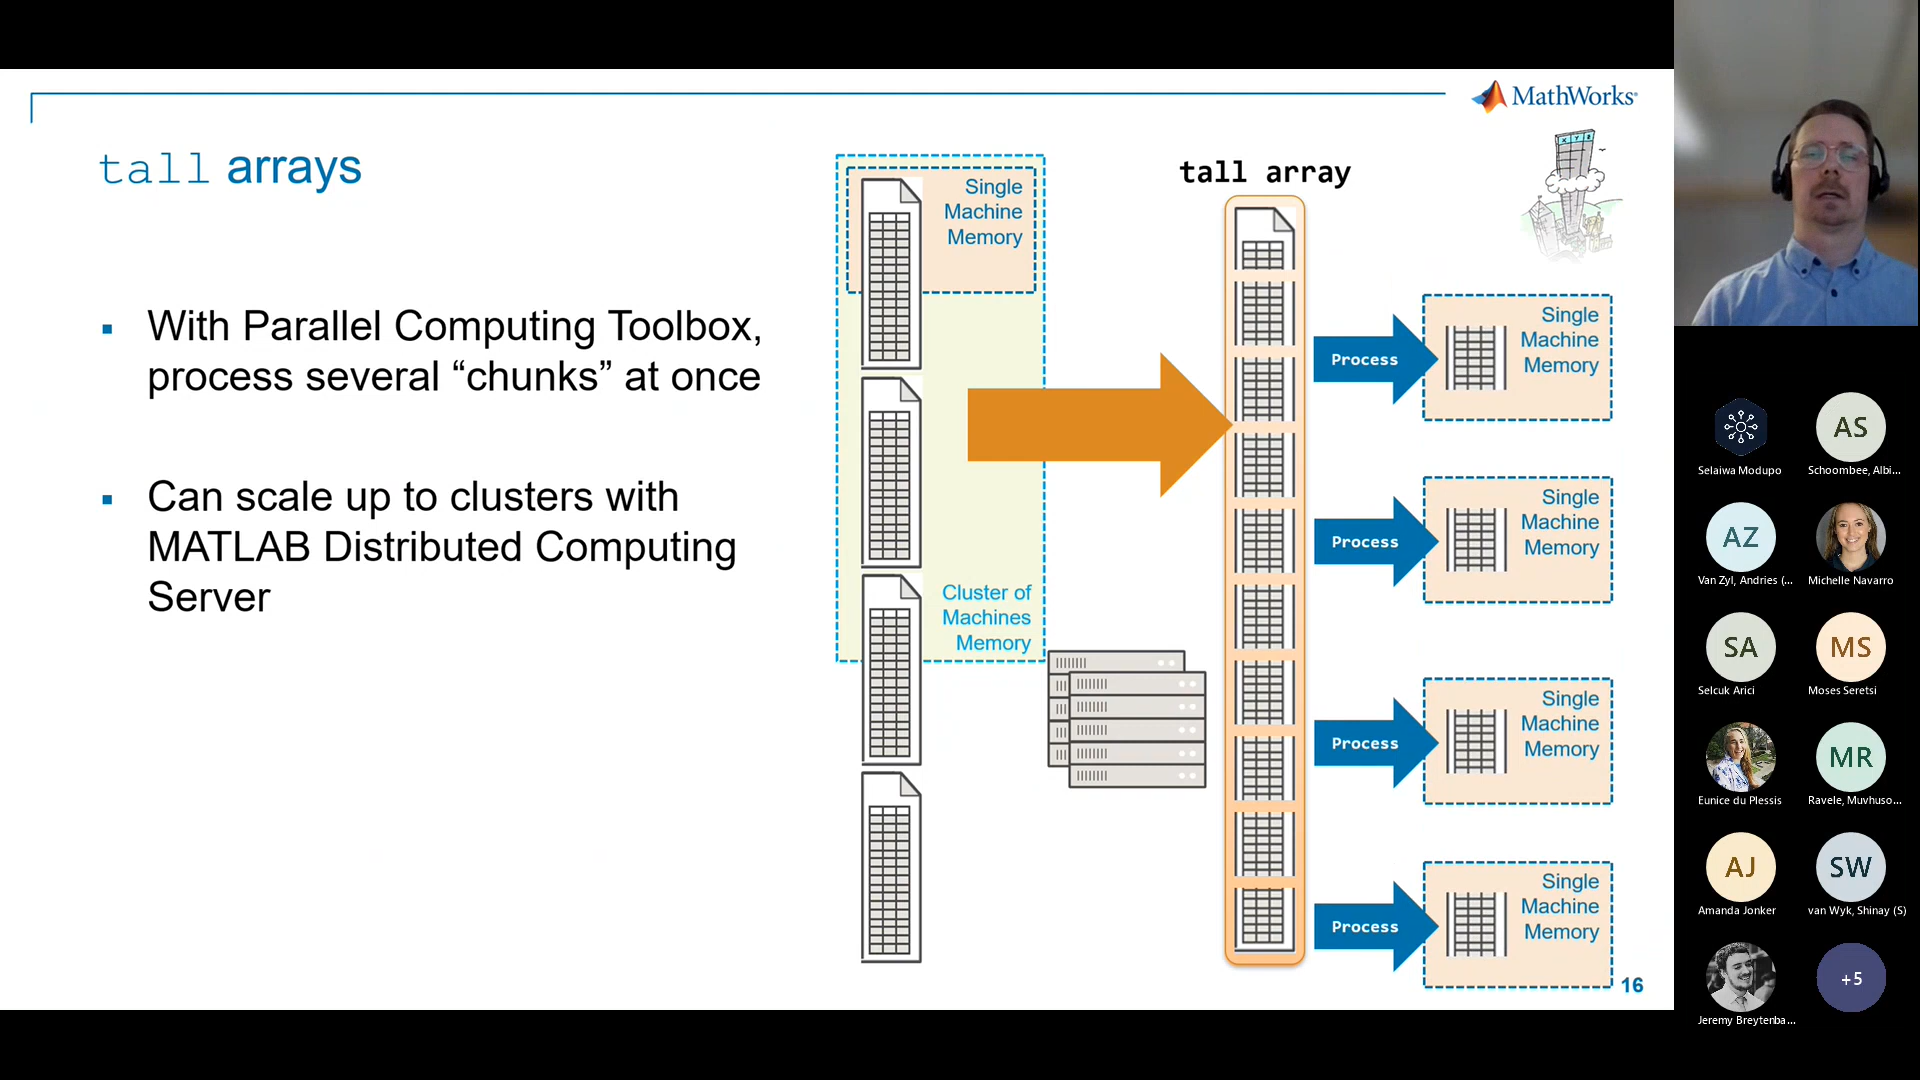 MathWorks®
tall arrays
▪ With Parallel Computing Toolbox,
process several “chunks” at once
▪ Can scale up to clusters with
MATLAB Distributed Computing
Server
Single
Machine
Memory
Cluster of
Machines
Memory
tall array
X Y Z
Process
Single
Machine
Memory
Process
Single
Machine
Memory
Process
Single
Machine
Memory
Process
Single
Machine
Memory
16
Selaiwa Modupo
AS
Schoombee, Albi...
AZ
Van Zyl, Andries (...
Michelle Navarro
SA
Selcuk Arici
MS
Moses Seretsi
Eunice du Plessis
MR
Ravele, Muvhuso...
AJ
Amanda Jonker
SW
van Wyk, Shinay (S)
Jeremy Breytenba...
+5